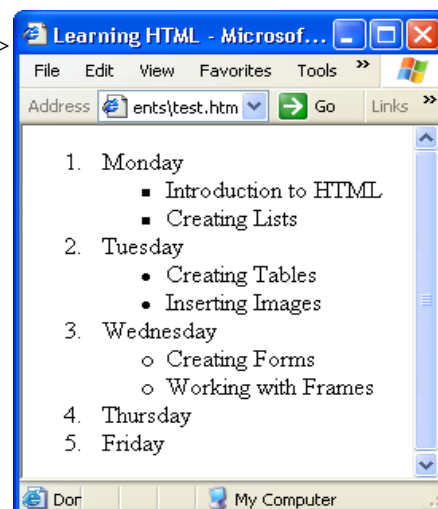 >
Learning HTML - Microsof...
File Edit View Favorites Tools »
Address ents\test.htm Go Links »
1. Monday
▪ Introduction to HTML
▪ Creating Lists
2. Tuesday
• Creating Tables
• Inserting Images
3. Wednesday
o Creating Forms
o Working with Frames
4. Thursday
5. Friday
Dor My Computer